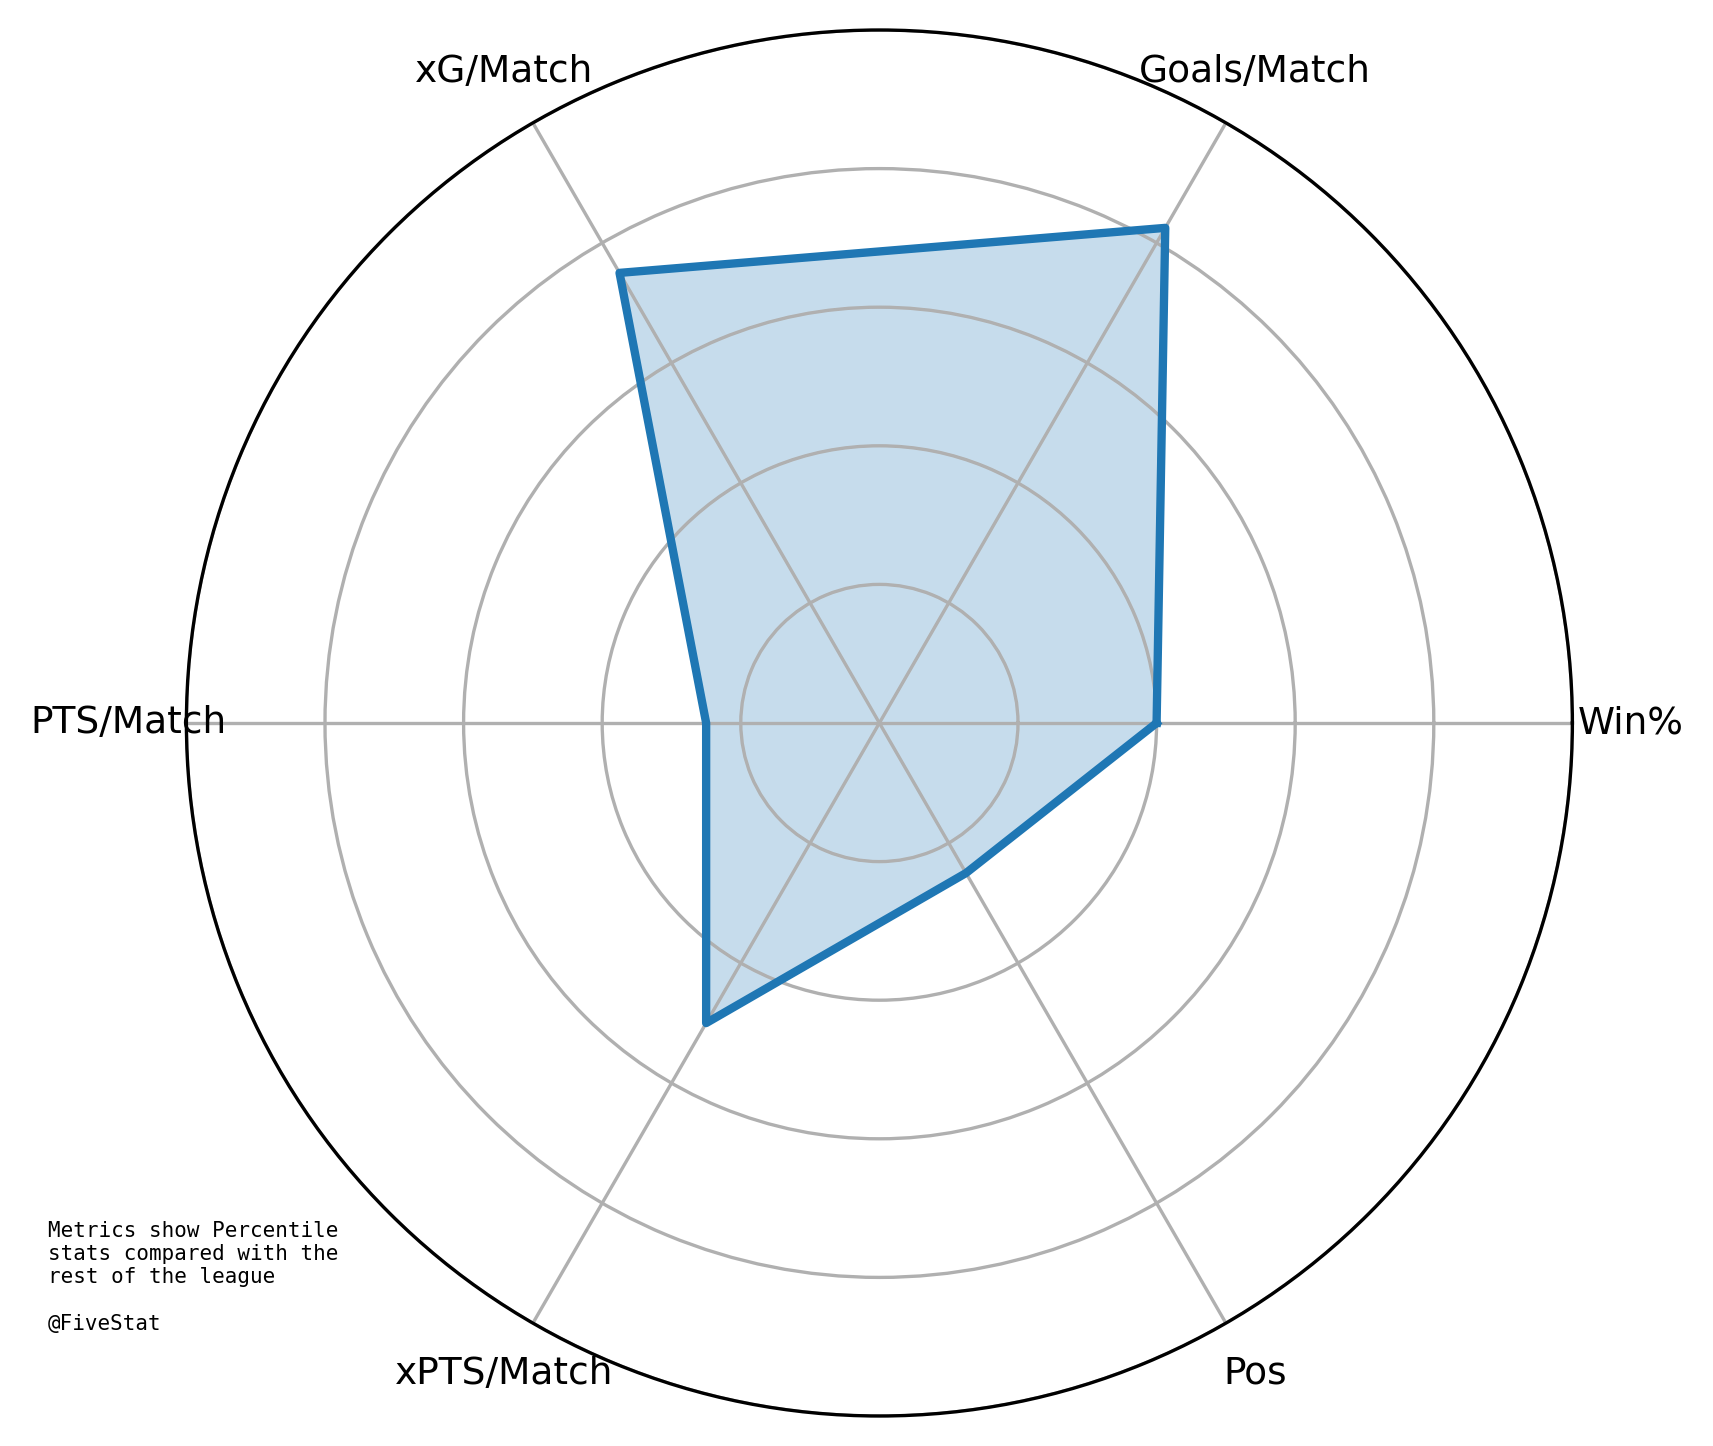 xG/Match
Goals/Match
PTS/Match
Win%
Metrics show Percentile
stats compared with the
rest of the league
@FiveStat
xPTS/Match
Pos